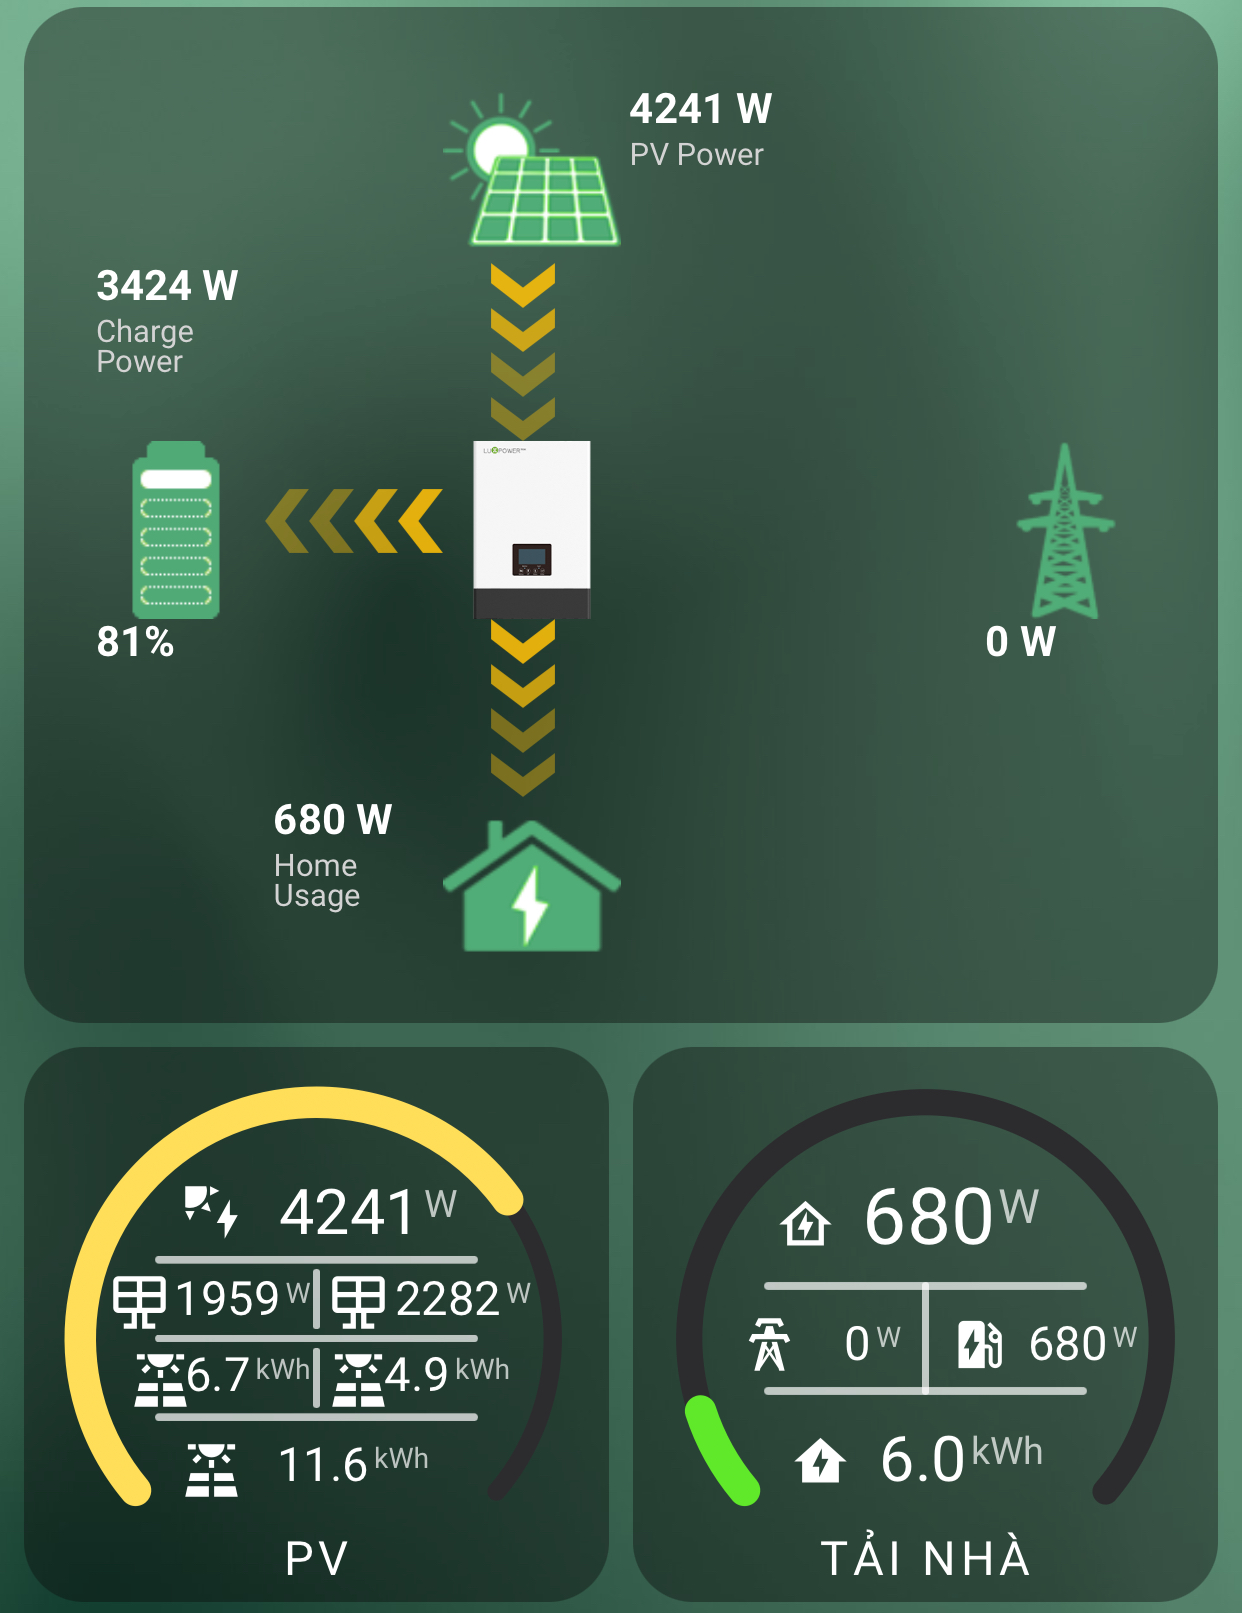 4241 W
PV Power
3424 W
Charge
Power
LUXPOWER
81%
0 W
680 W
Home
Usage
4241 W
1959 W 2282 W
6.7 kWh 4.9 kWh
11.6 kWh
PV
680 W
0 W 680 W
6.0 kWh
TẢI NHÀ